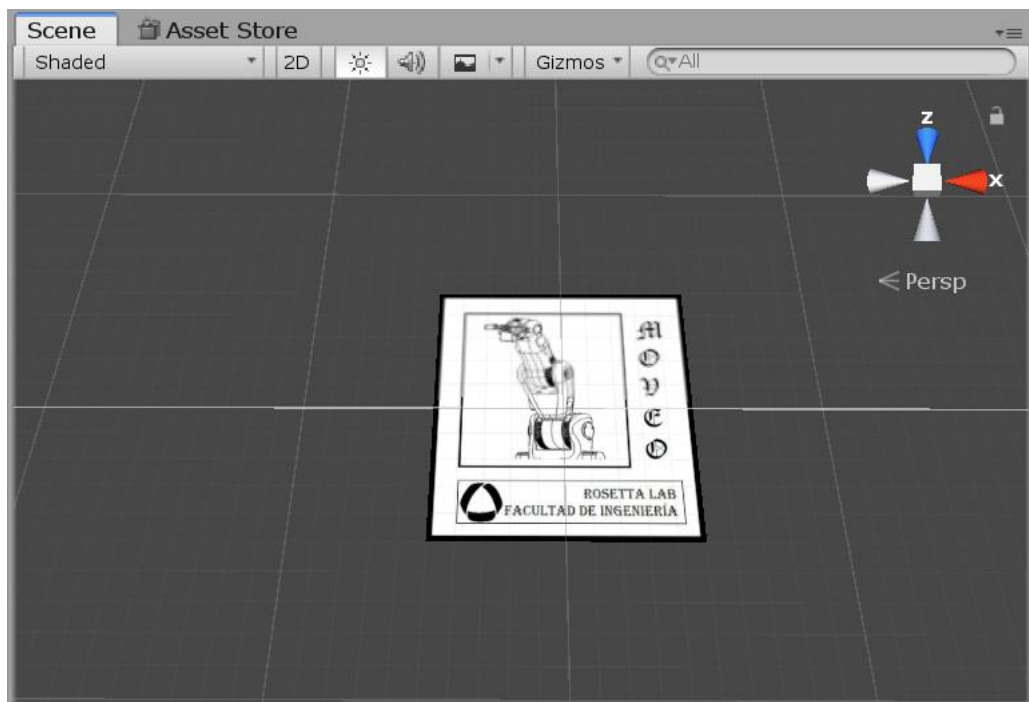 Scene
Asset Store
Shaded
2D
Gizmos
All
z
x
Persp
M
O
V
E
O
ROSETTA LAB
FACULTAD DE INGENIERÍA